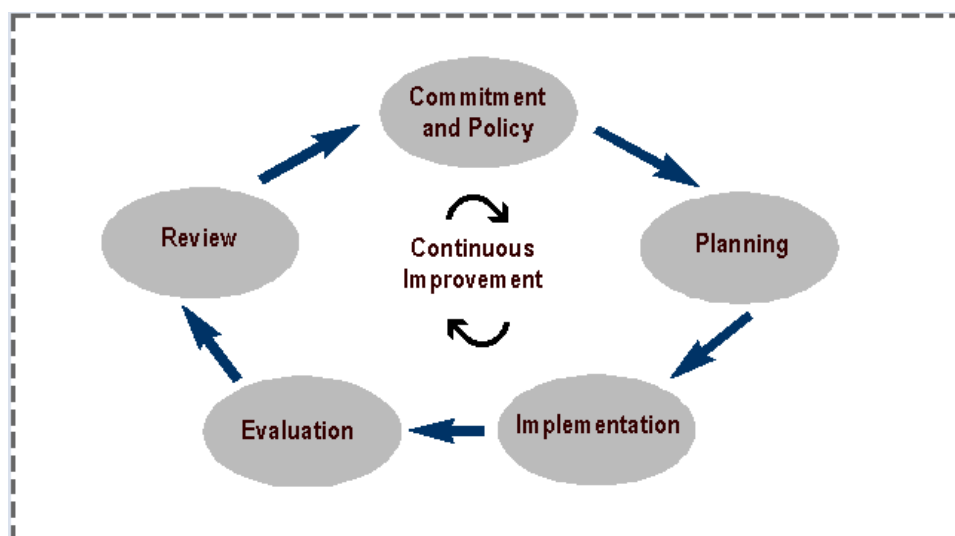 Commitment
and Policy
Review
Planning
Continuous
Improvement
Evaluation
Implementation